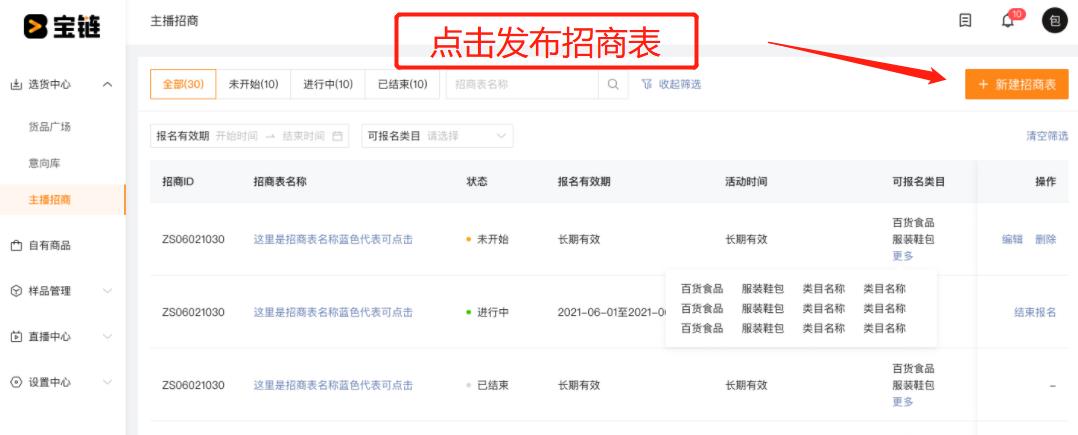 宝链
主播招商
点击发布招商表
10
包
选货中心
货品广场
意向库
主播招商
自有商品
样品管理
直播中心
设置中心
全部(30) 未开始(10) 进行中(10) 已结束(10) 招商表名称 收起筛选
+ 新建招商表
报名有效期 开始时间 → 结束时间 可报名类目 请选择 清空筛选
招商ID 招商表名称 状态 报名有效期 活动时间 可报名类目 操作
ZS06021030 这里是招商表名称蓝色代表可点击 未开始 长期有效 长期有效 百货食品
服装鞋包
更多
编辑 删除
ZS06021030 这里是招商表名称蓝色代表可点击 进行中 2021-06-01至2021-0
结束报名
百货食品 服装鞋包 类目名称 类目名称
百货食品 服装鞋包 类目名称 类目名称
百货食品 服装鞋包 类目名称 类目名称
ZS06021030 这里是招商表名称蓝色代表可点击 已结束 长期有效 长期有效 百货食品
服装鞋包
更多
–